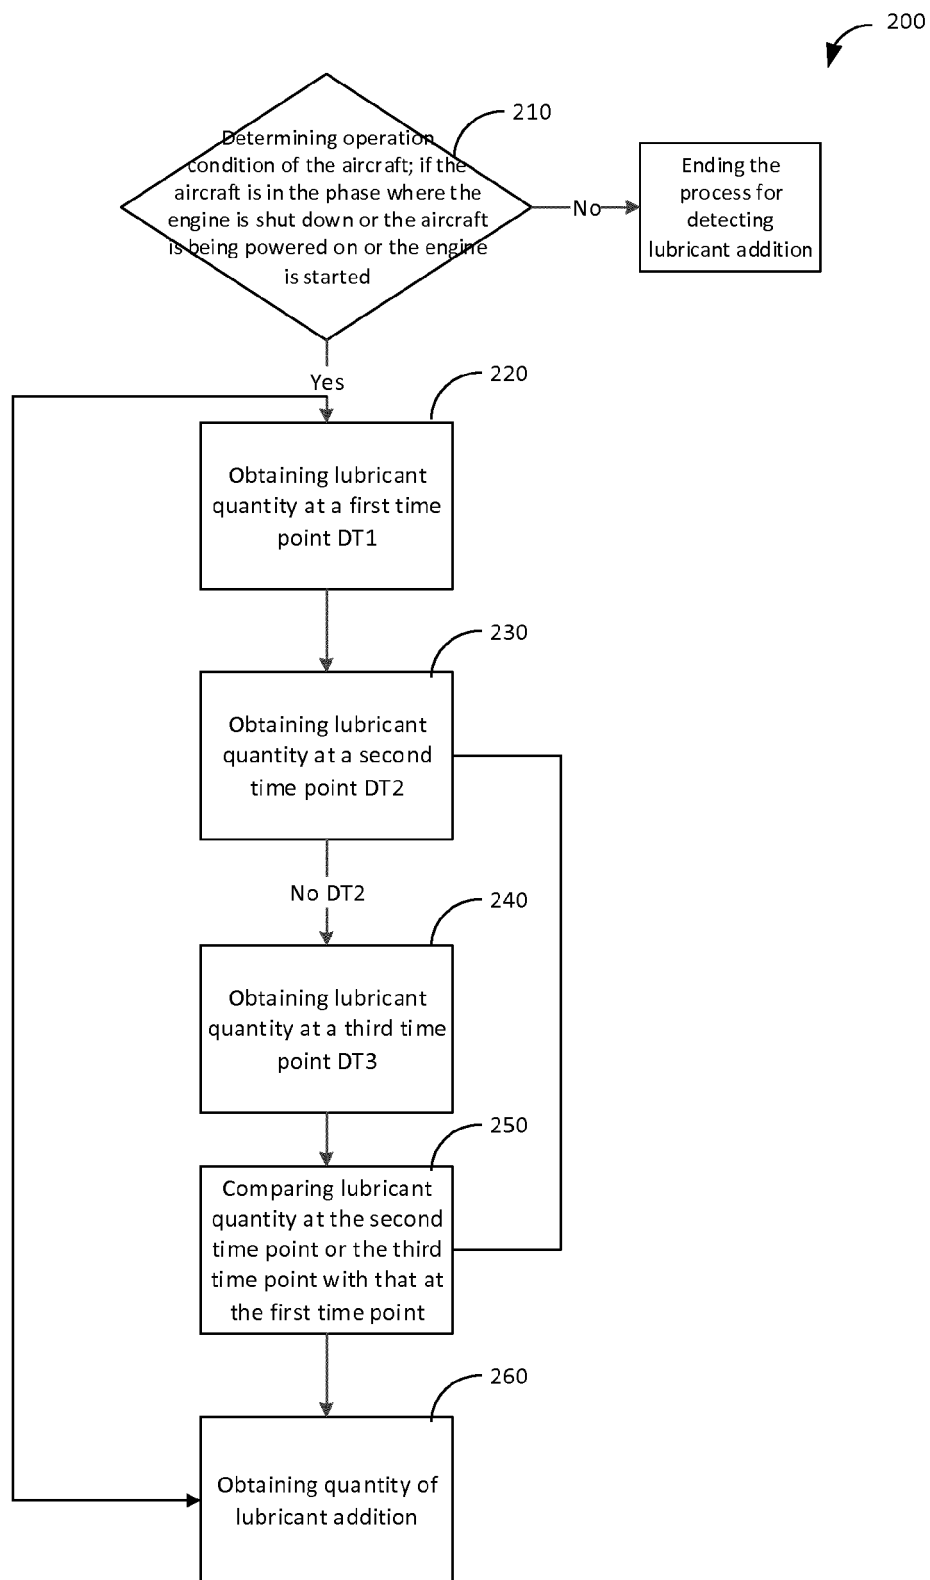 200
210
Determining operation
condition of the aircraft; if the
aircraft is in the phase where the
engine is shut down or the aircraft
is being powered on or the engine
is started
No
Ending the
process for
detecting
lubricant addition
Yes
220
Obtaining lubricant
quantity at a first time
point DT1
230
Obtaining lubricant
quantity at a second
time point DT2
No DT2
240
Obtaining lubricant
quantity at a third time
point DT3
250
Comparing lubricant
quantity at the second
time point or the third
time point with that at
the first time point
260
Obtaining quantity of
lubricant addition